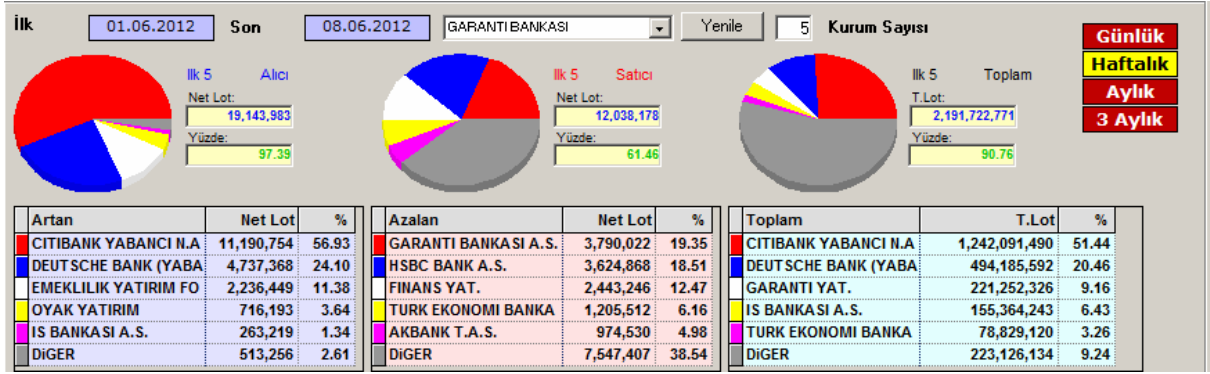 İlk 01.06.2012 Son 08.06.2012 GARANTI BANKASI Yenile 5 Kurum Sayısı
Günlük
Haftalık
Aylık
3 Aylık
Ilk 5 Alıcı
Net Lot:
19,143,983
Yüzde:
97.39
Ilk 5 Satıcı
Net Lot:
12,038,178
Yüzde:
61.46
Ilk 5 Toplam
T.Lot:
2,191,722,771
Yüzde:
90.76
Artan Net Lot %
CITIBANK YABANCI N.A 11,190,754 56.93
DEUTSCHE BANK (YABA 4,737,368 24.10
EMEKLILIK YATIRIM FO 2,236,449 11.38
OYAK YATIRIM 716,193 3.64
IS BANKASI A.S. 263,219 1.34
DiGER 513,256 2.61
Azalan Net Lot %
GARANTI BANKASI A.S. 3,790,022 19.35
HSBC BANK A.S. 3,624,868 18.51
FINANS YAT. 2,443,246 12.47
TURK EKONOMI BANKA 1,205,512 6.16
AKBANK T.A.S. 974,530 4.98
DiGER 7,547,407 38.54
Toplam T.Lot %
CITIBANK YABANCI N.A 1,242,091,490 51.44
DEUTSCHE BANK (YABA 494,185,592 20.46
GARANTI YAT. 221,252,326 9.16
IS BANKASI A.S. 155,364,243 6.43
TURK EKONOMI BANKA 78,829,120 3.26
DiGER 223,126,134 9.24